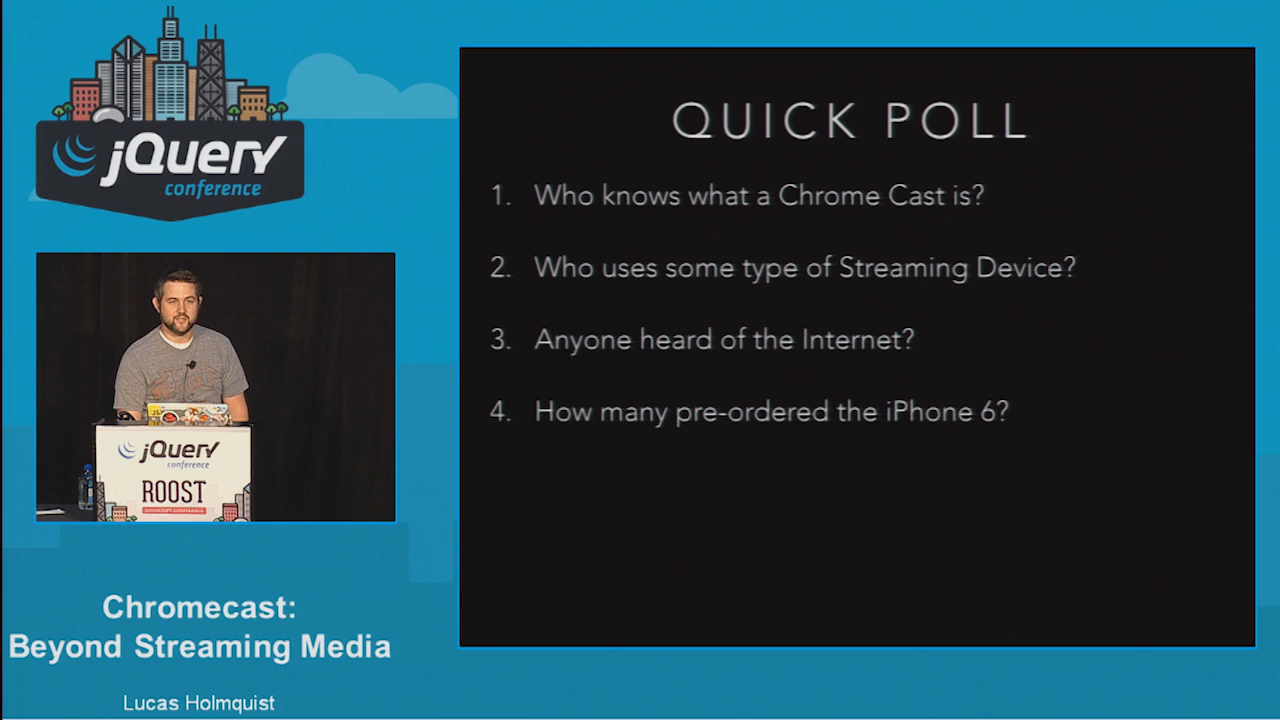 jQuery
conference
QUICK POLL
1. Who knows what a Chrome Cast is?
2. Who uses some type of Streaming Device?
3. Anyone heard of the Internet?
4. How many pre-ordered the iPhone 6?
jQuery
conference
ROOST
JAVASCRIPT CONFERENCE
Chromecast:
Beyond Streaming Media
Lucas Holmquist